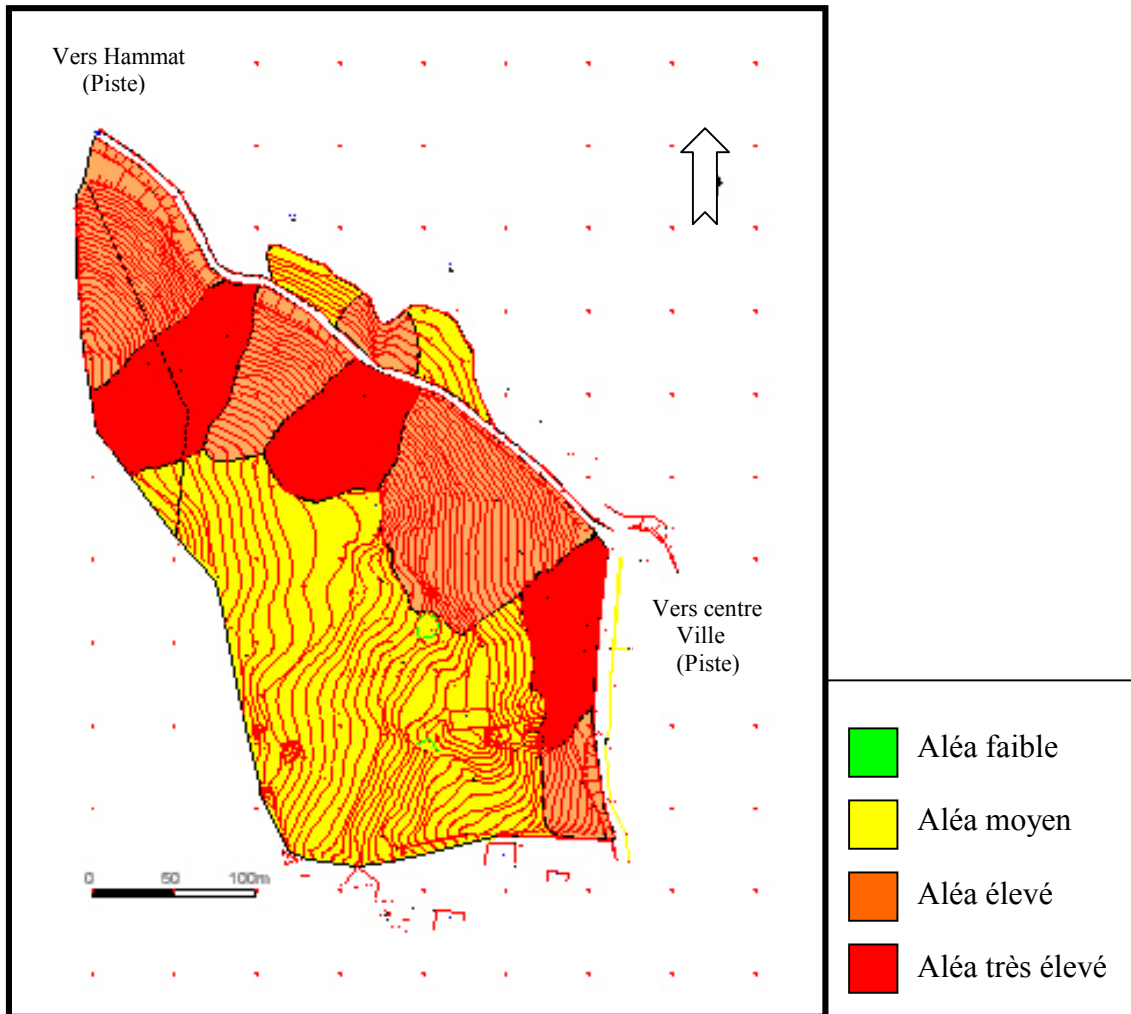 Vers Hammat
(Piste)
Vers centre
Ville
(Piste)
0 50 100m
Aléa faible
Aléa moyen
Aléa élevé
Aléa très élevé